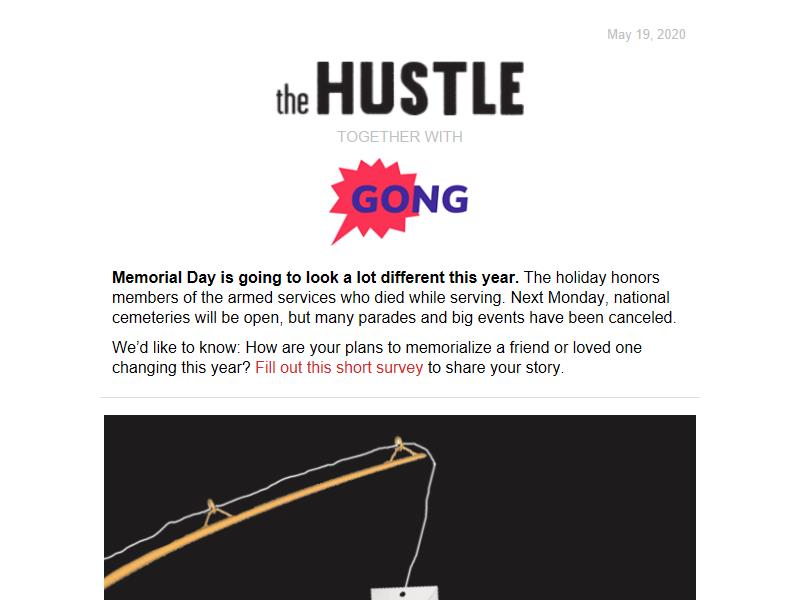 May 19, 2020
the HUSTLE
TOGETHER WITH
GONG
Memorial Day is going to look a lot different this year. The holiday honors
members of the armed services who died while serving. Next Monday, national
cemeteries will be open, but many parades and big events have been canceled.
We’d like to know: How are your plans to memorialize a friend or loved one
changing this year? Fill out this short survey to share your story.